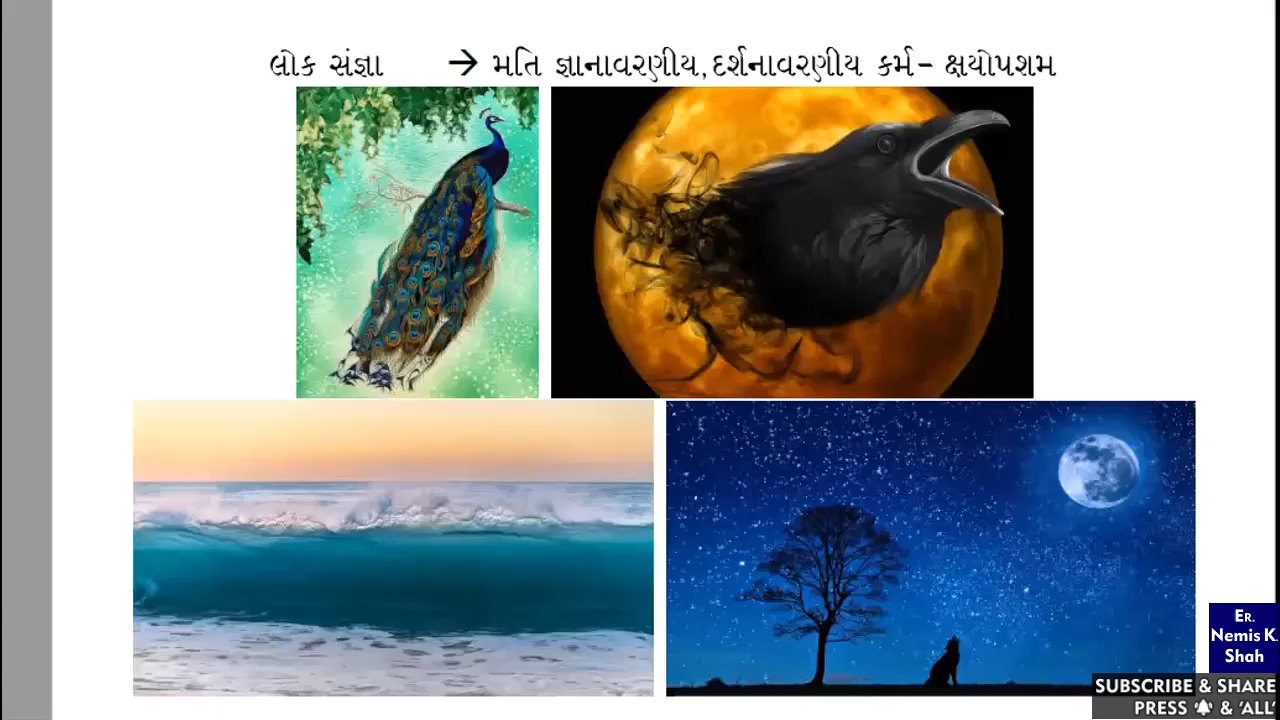 લોક સંજ્ઞા → મતિ જ્ઞાનાવરણીય, દર્શનાવરણીય કર્મ - ક્ષયોપશમ
ER.
Nemis K.
Shah
SUBSCRIBE & SHARE
PRESS 🔔 & 'ALL'